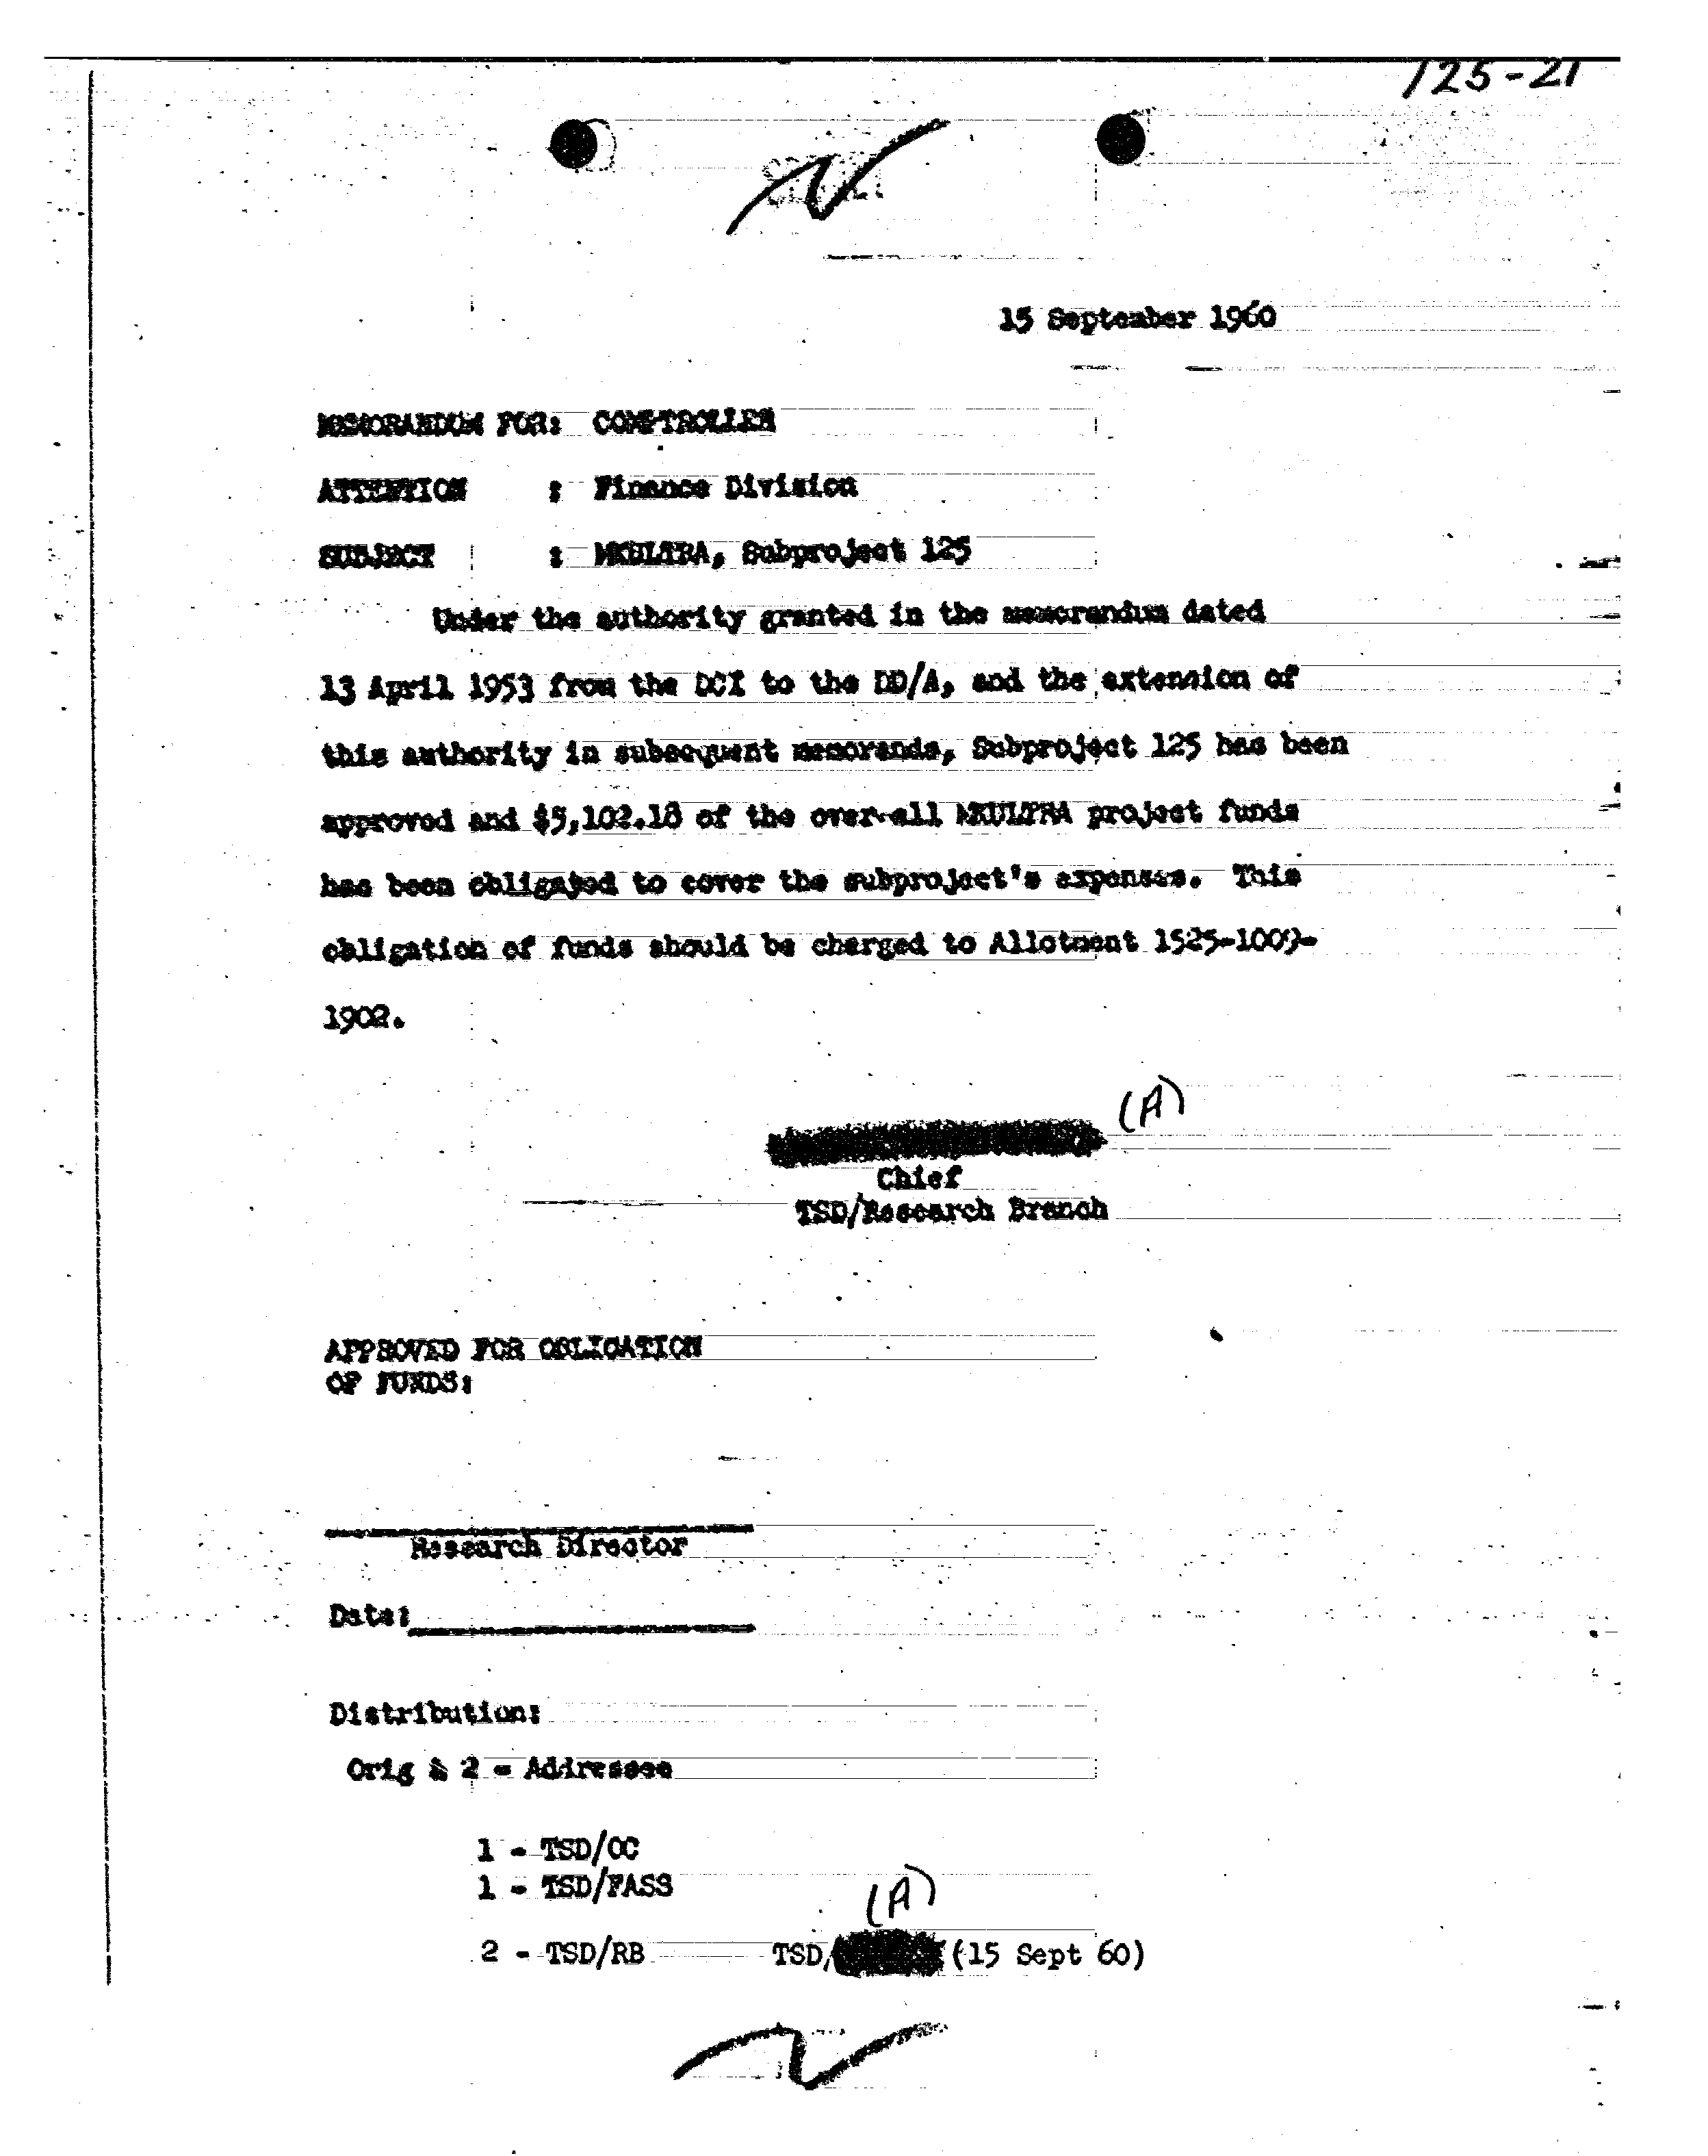 125-21
15 September 1960
MEMORANDUM FOR: COMPTROLLER
ATTENTION : Finance Division
SUBJECT : MKULTRA, Subproject 125
Under the authority granted in the memorandum dated
13 April 1953 from the DCI to the DD/A, and the extension of
this authority in subsequent memoranda, Subproject 125 has been
approved and $5,102.18 of the over-all MKULTRA project funds
has been obligated to cover the subproject's expenses. This
obligation of funds should be charged to Allotment 1525-1009-
1902.
(A)
Chief
TSD/Research Branch
APPROVED FOR OBLIGATION
OF FUNDS:
Research Director
Date:
Distribution:
Orig & 2 - Addressee
1 - TSD/OC
1 - TSD/FASS
(A)
2 - TSD/RB TSD/ (15 Sept 60)